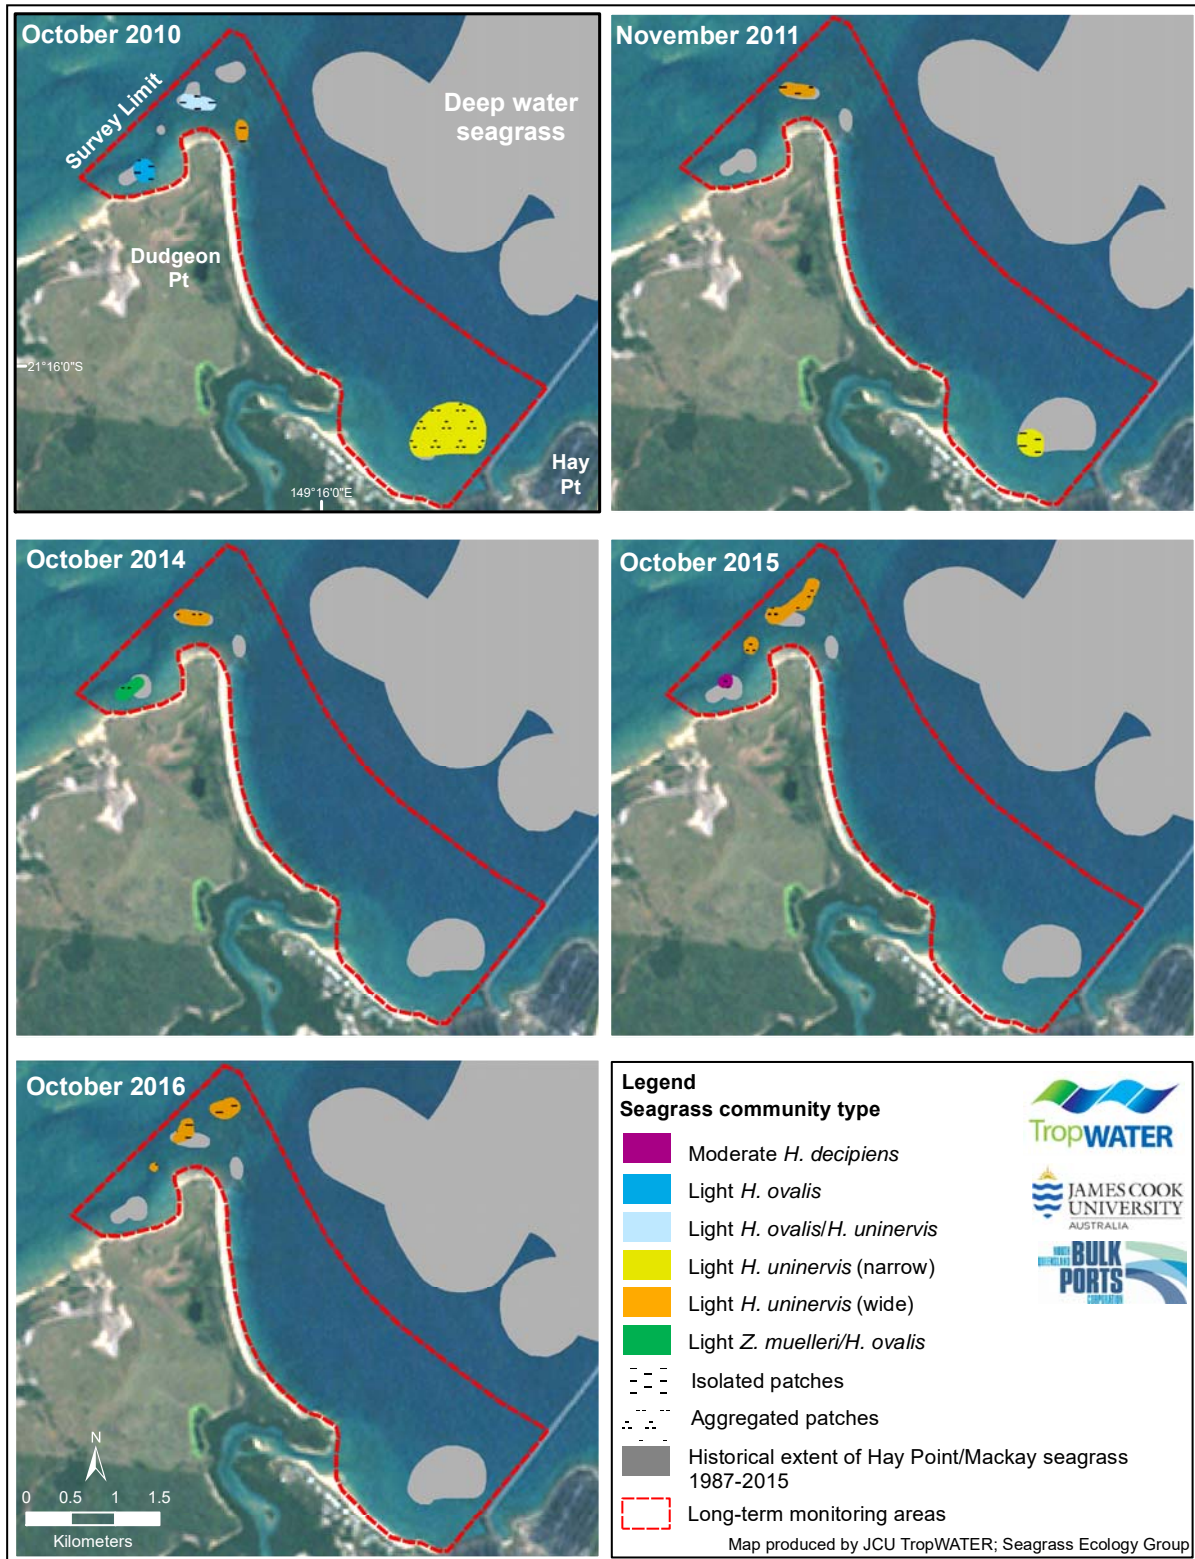 October 2010
Survey Limit
Deep water
seagrass
Dudgeon
Pt
21°16'0"S
149°16'0"E
Hay
Pt
November 2011
October 2014
October 2015
October 2016
N
0 0.5 1 1.5
Kilometers
Legend
Seagrass community type
Moderate H. decipiens
Light H. ovalis
Light H. ovalis/H. uninervis
Light H. uninervis (narrow)
Light H. uninervis (wide)
Light Z. muelleri/H. ovalis
Isolated patches
Aggregated patches
Historical extent of Hay Point/Mackay seagrass
1987-2015
Long-term monitoring areas
TropWATER
JAMES COOK
UNIVERSITY
AUSTRALIA
NORTH
QUEENSLAND
BULK
PORTS
CORPORATION
Map produced by JCU TropWATER; Seagrass Ecology Group